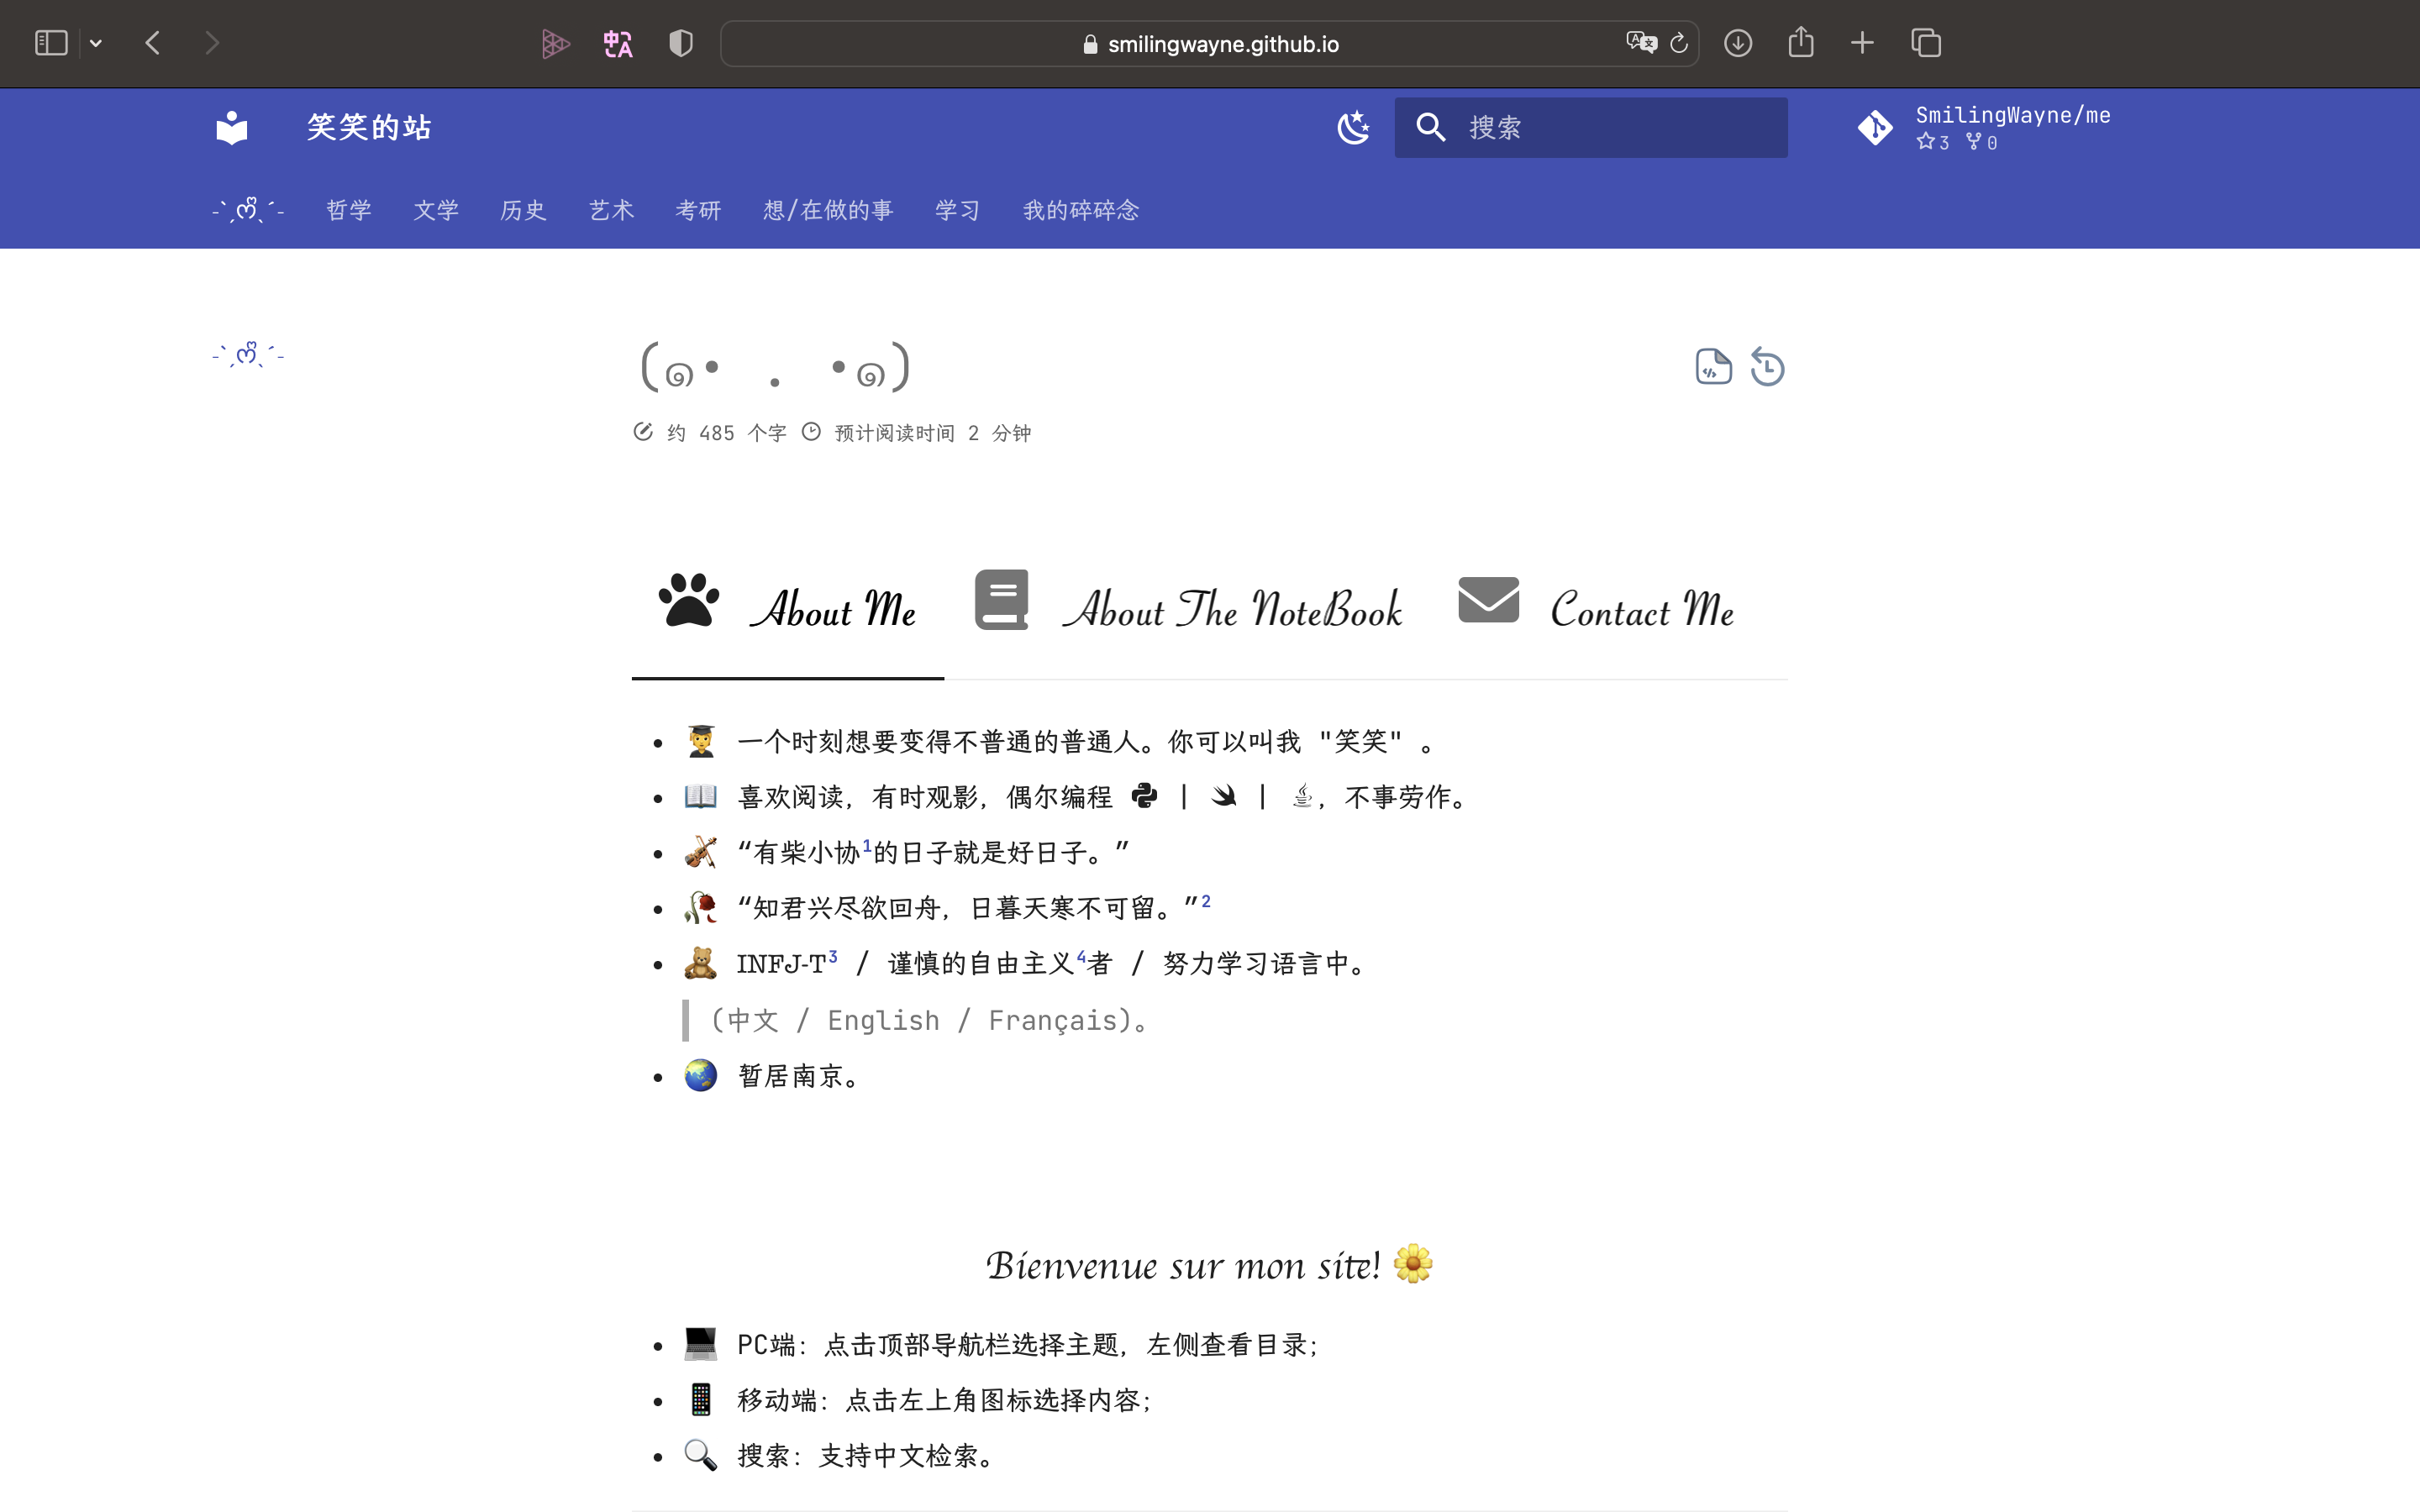 smilingwayne.github.io
笑笑的站
搜索
SmilingWayne/me
3 0
-ˋˏ ෆ ˎˊ- 哲学 文学 历史 艺术 考研 想/在做的事 学习 我的碎碎念
(๑• . •๑)
约 485 个字 预计阅读时间 2 分钟
About Me About The NoteBook Contact Me
一个时刻想要变得不普通的普通人。你可以叫我 "笑笑" 。
喜欢阅读, 有时观影, 偶尔编程 | | , 不事劳作。
“有柴小协1的日子就是好日子。”
“知君兴尽欲回舟, 日暮天寒不可留。”2
INFJ-T3 / 谨慎的自由主义4者 / 努力学习语言中。
(中文 / English / Français)。
暂居南京。
Bienvenue sur mon site! 🌼
PC端: 点击顶部导航栏选择主题, 左侧查看目录;
移动端: 点击左上角图标选择内容;
搜索: 支持中文检索。